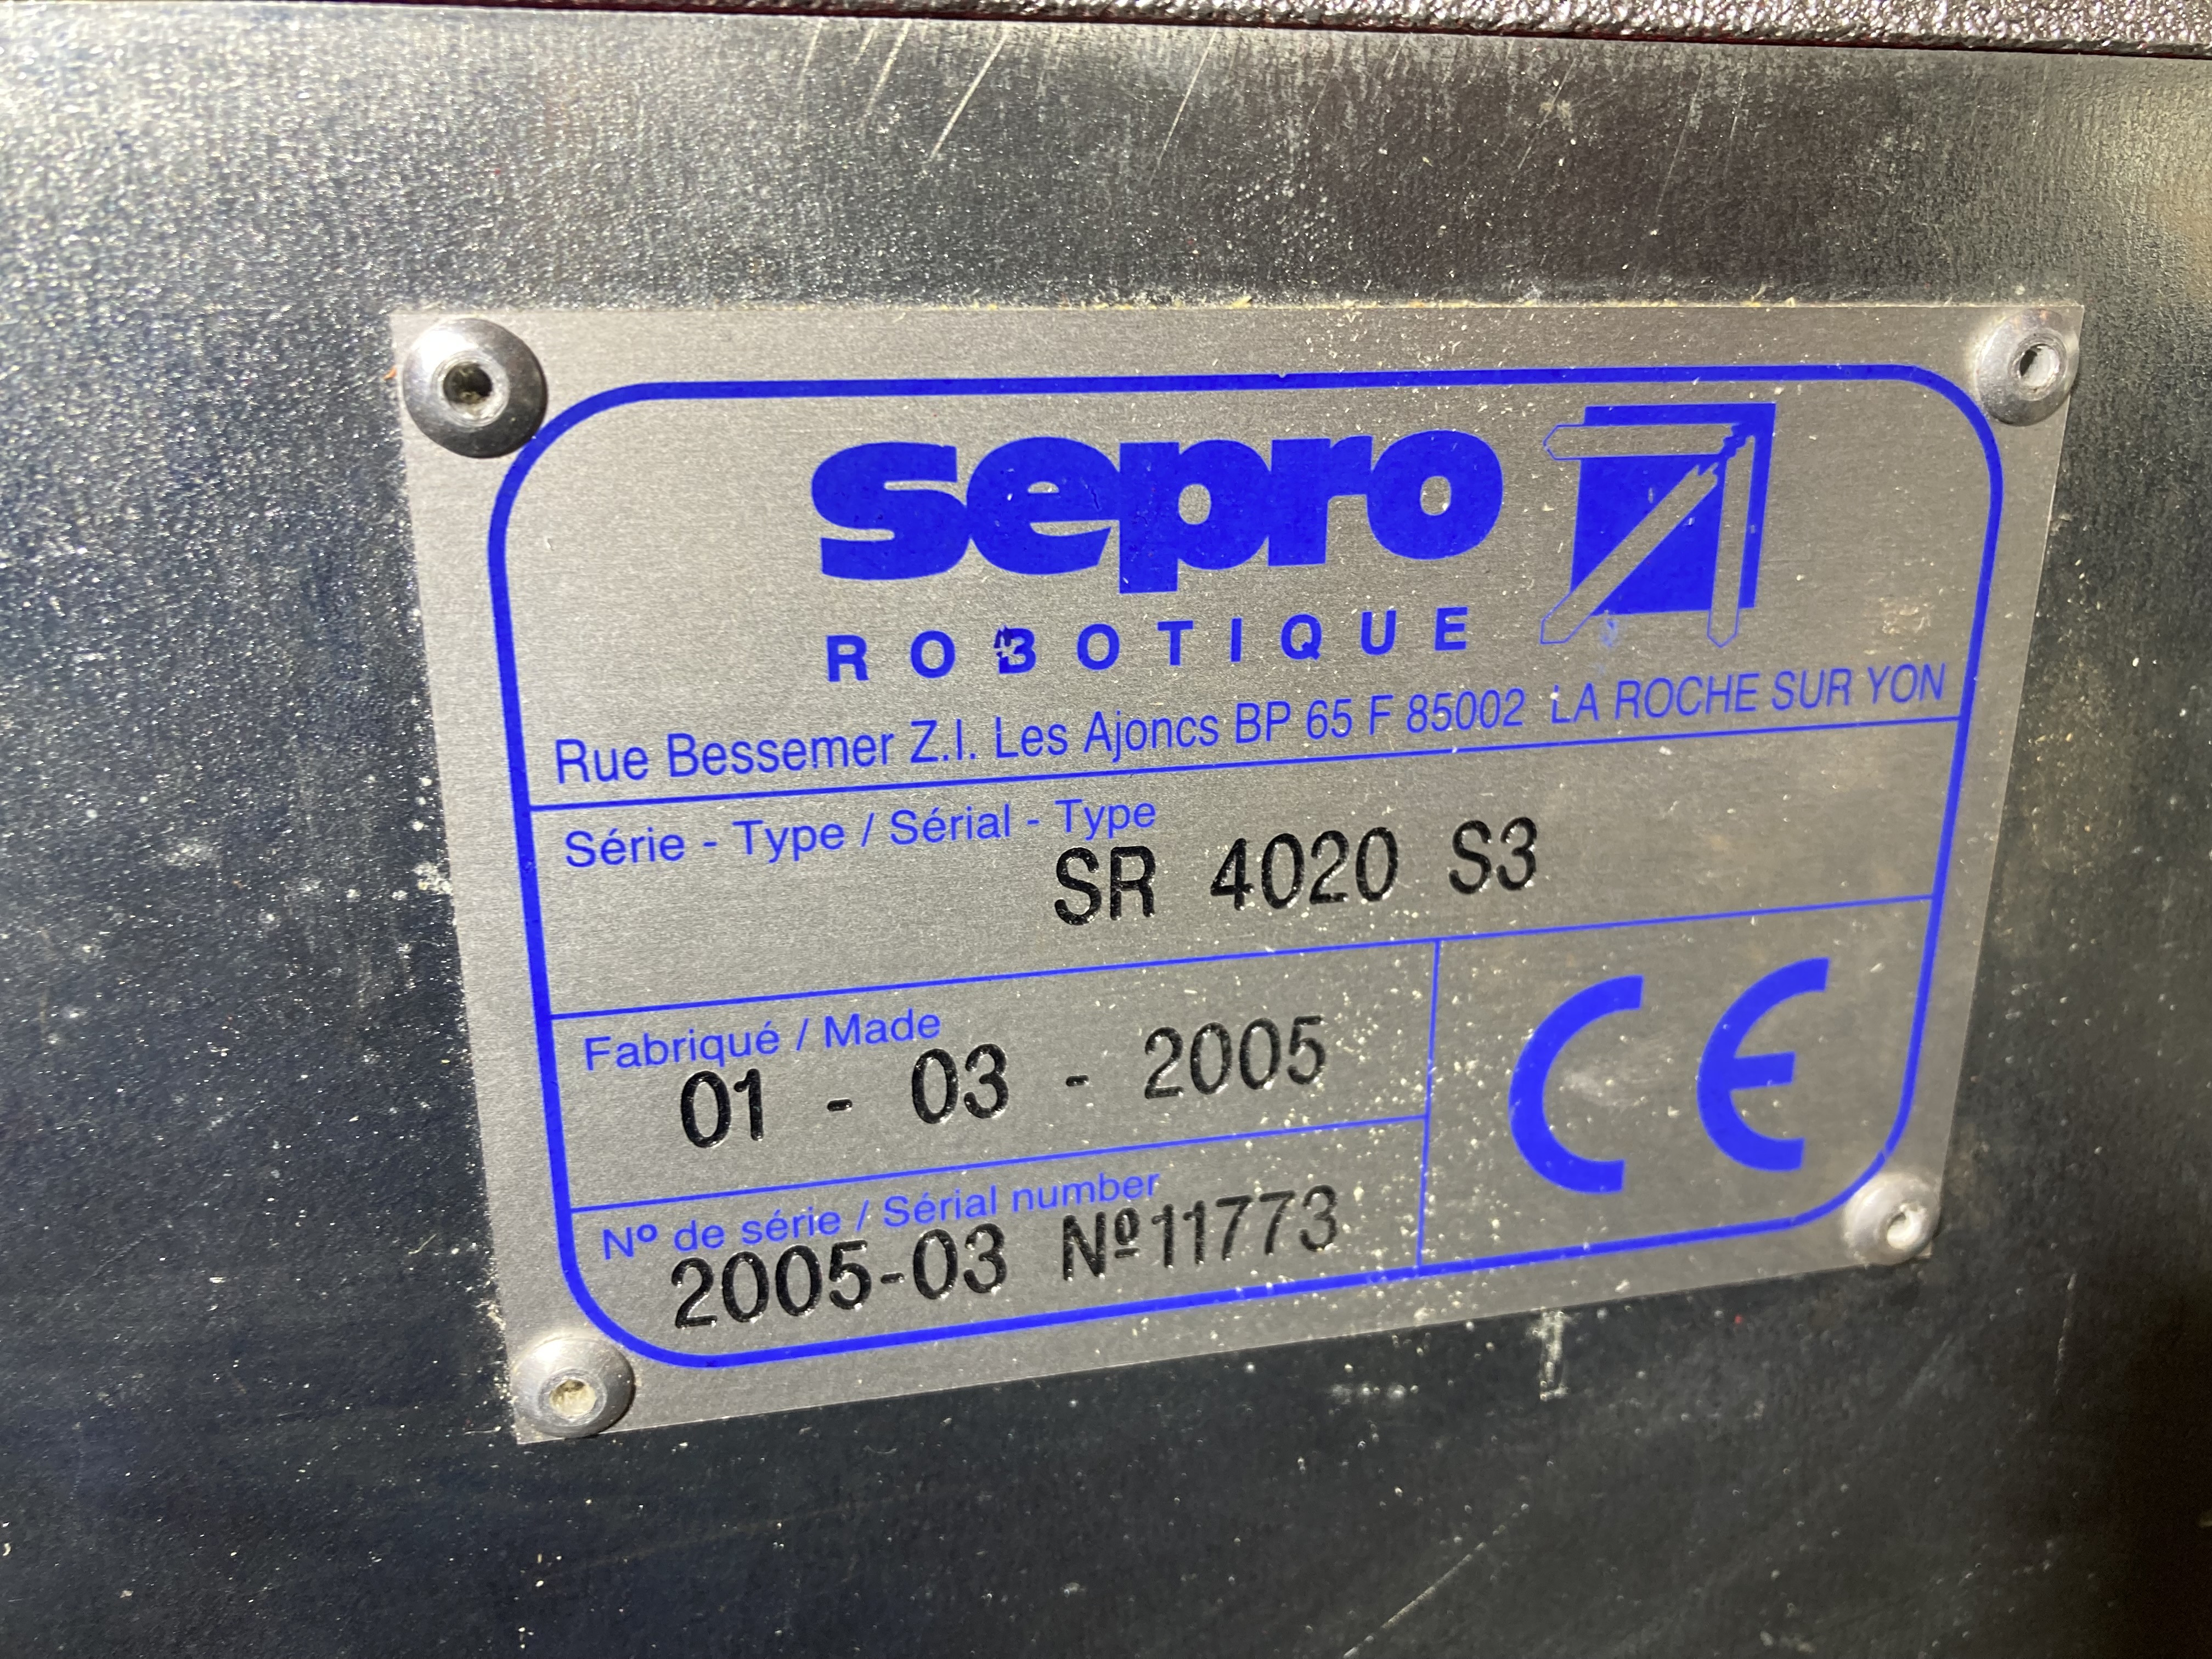 sepro
ROBOTIQUE
Rue Bessemer Z.I. Les Ajoncs BP 65 F 85002 LA ROCHE SUR YON
Série - Type / Sérial - Type
SR 4020 S3
Fabriqué / Made
01 - 03 - 2005
Nº de série / Sérial number
2005-03 Nº11773
CE